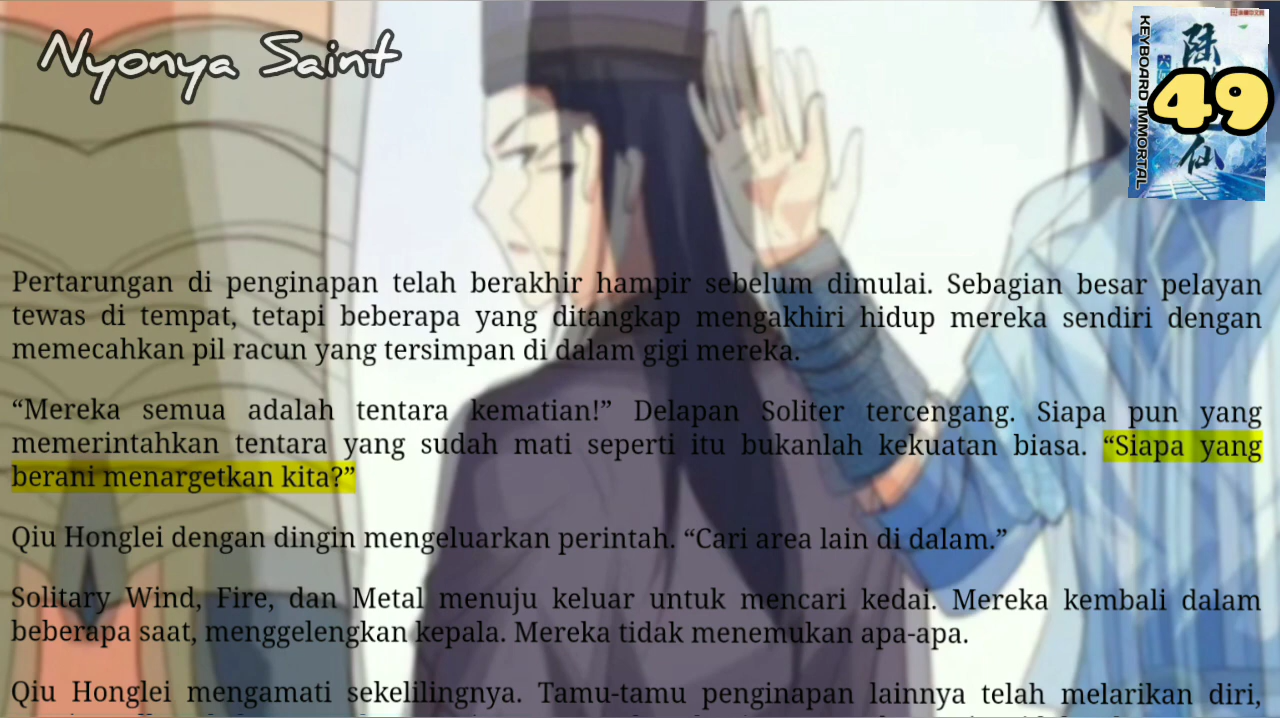 Nyonya Saint
KEYBOARD IMMORTAL
49
仙
Pertarungan di penginapan telah berakhir hampir sebelum dimulai. Sebagian besar pelayan
tewas di tempat, tetapi beberapa yang ditangkap mengakhiri hidup mereka sendiri dengan
memecahkan pil racun yang tersimpan di dalam gigi mereka.
“Mereka semua adalah tentara kematian!” Delapan Soliter tercengang. Siapa pun yang
memerintahkan tentara yang sudah mati seperti itu bukanlah kekuatan biasa. “Siapa yang
berani menargetkan kita?”
Qiu Honglei dengan dingin mengeluarkan perintah. “Cari area lain di dalam.”
Solitary Wind, Fire, dan Metal menuju keluar untuk mencari kedai. Mereka kembali dalam
beberapa saat, menggelengkan kepala. Mereka tidak menemukan apa-apa.
Qiu Honglei mengamati sekelilingnya. Tamu-tamu penginapan lainnya telah melarikan diri,